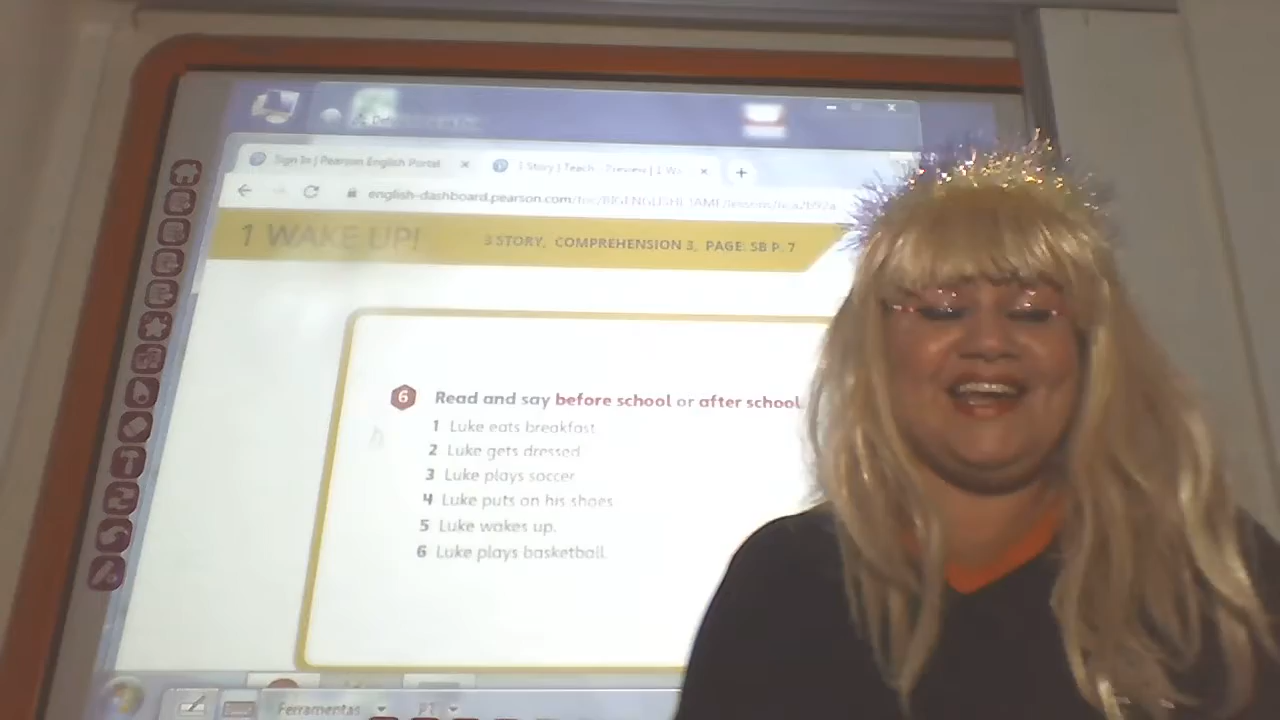 Sign In | Pearson English Portal
1 Story | Teach - Preview | 1 W
english-dashboard.pearson.com
1 WAKE UP!
3 STORY, COMPREHENSION 3, PAGE: SB P. 7
6 Read and say before school or after school
1 Luke eats breakfast.
2 Luke gets dressed.
3 Luke plays soccer.
4 Luke puts on his shoes.
5 Luke wakes up.
6 Luke plays basketball.
Ferramentas